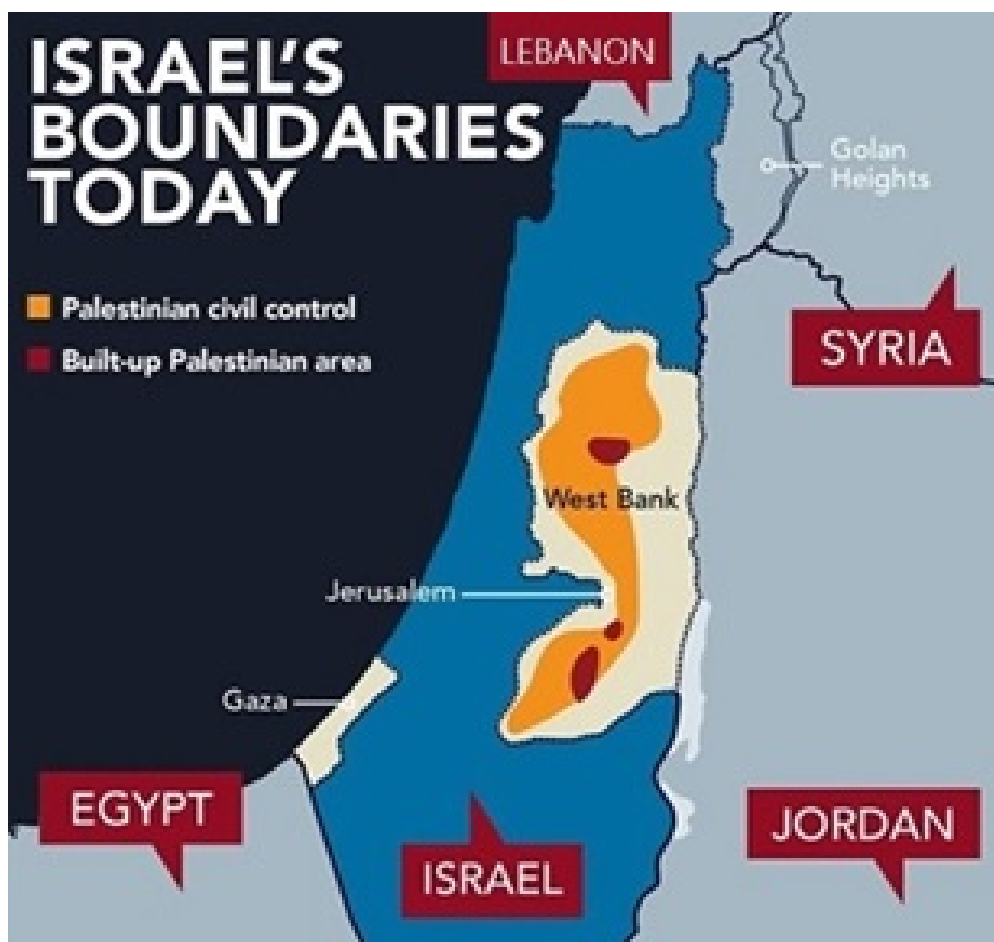 ISRAEL'S
BOUNDARIES
TODAY
Palestinian civil control
Built-up Palestinian area
LEBANON
Golan
Heights
SYRIA
West Bank
Jerusalem
Gaza
EGYPT
ISRAEL
JORDAN